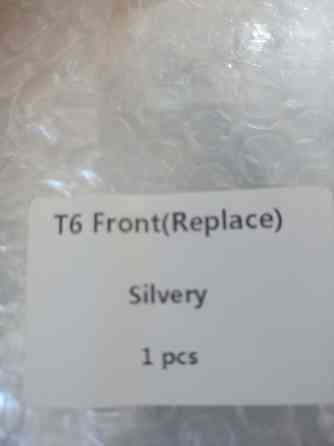 T6 Front(Replace)
Silvery
1 pcs